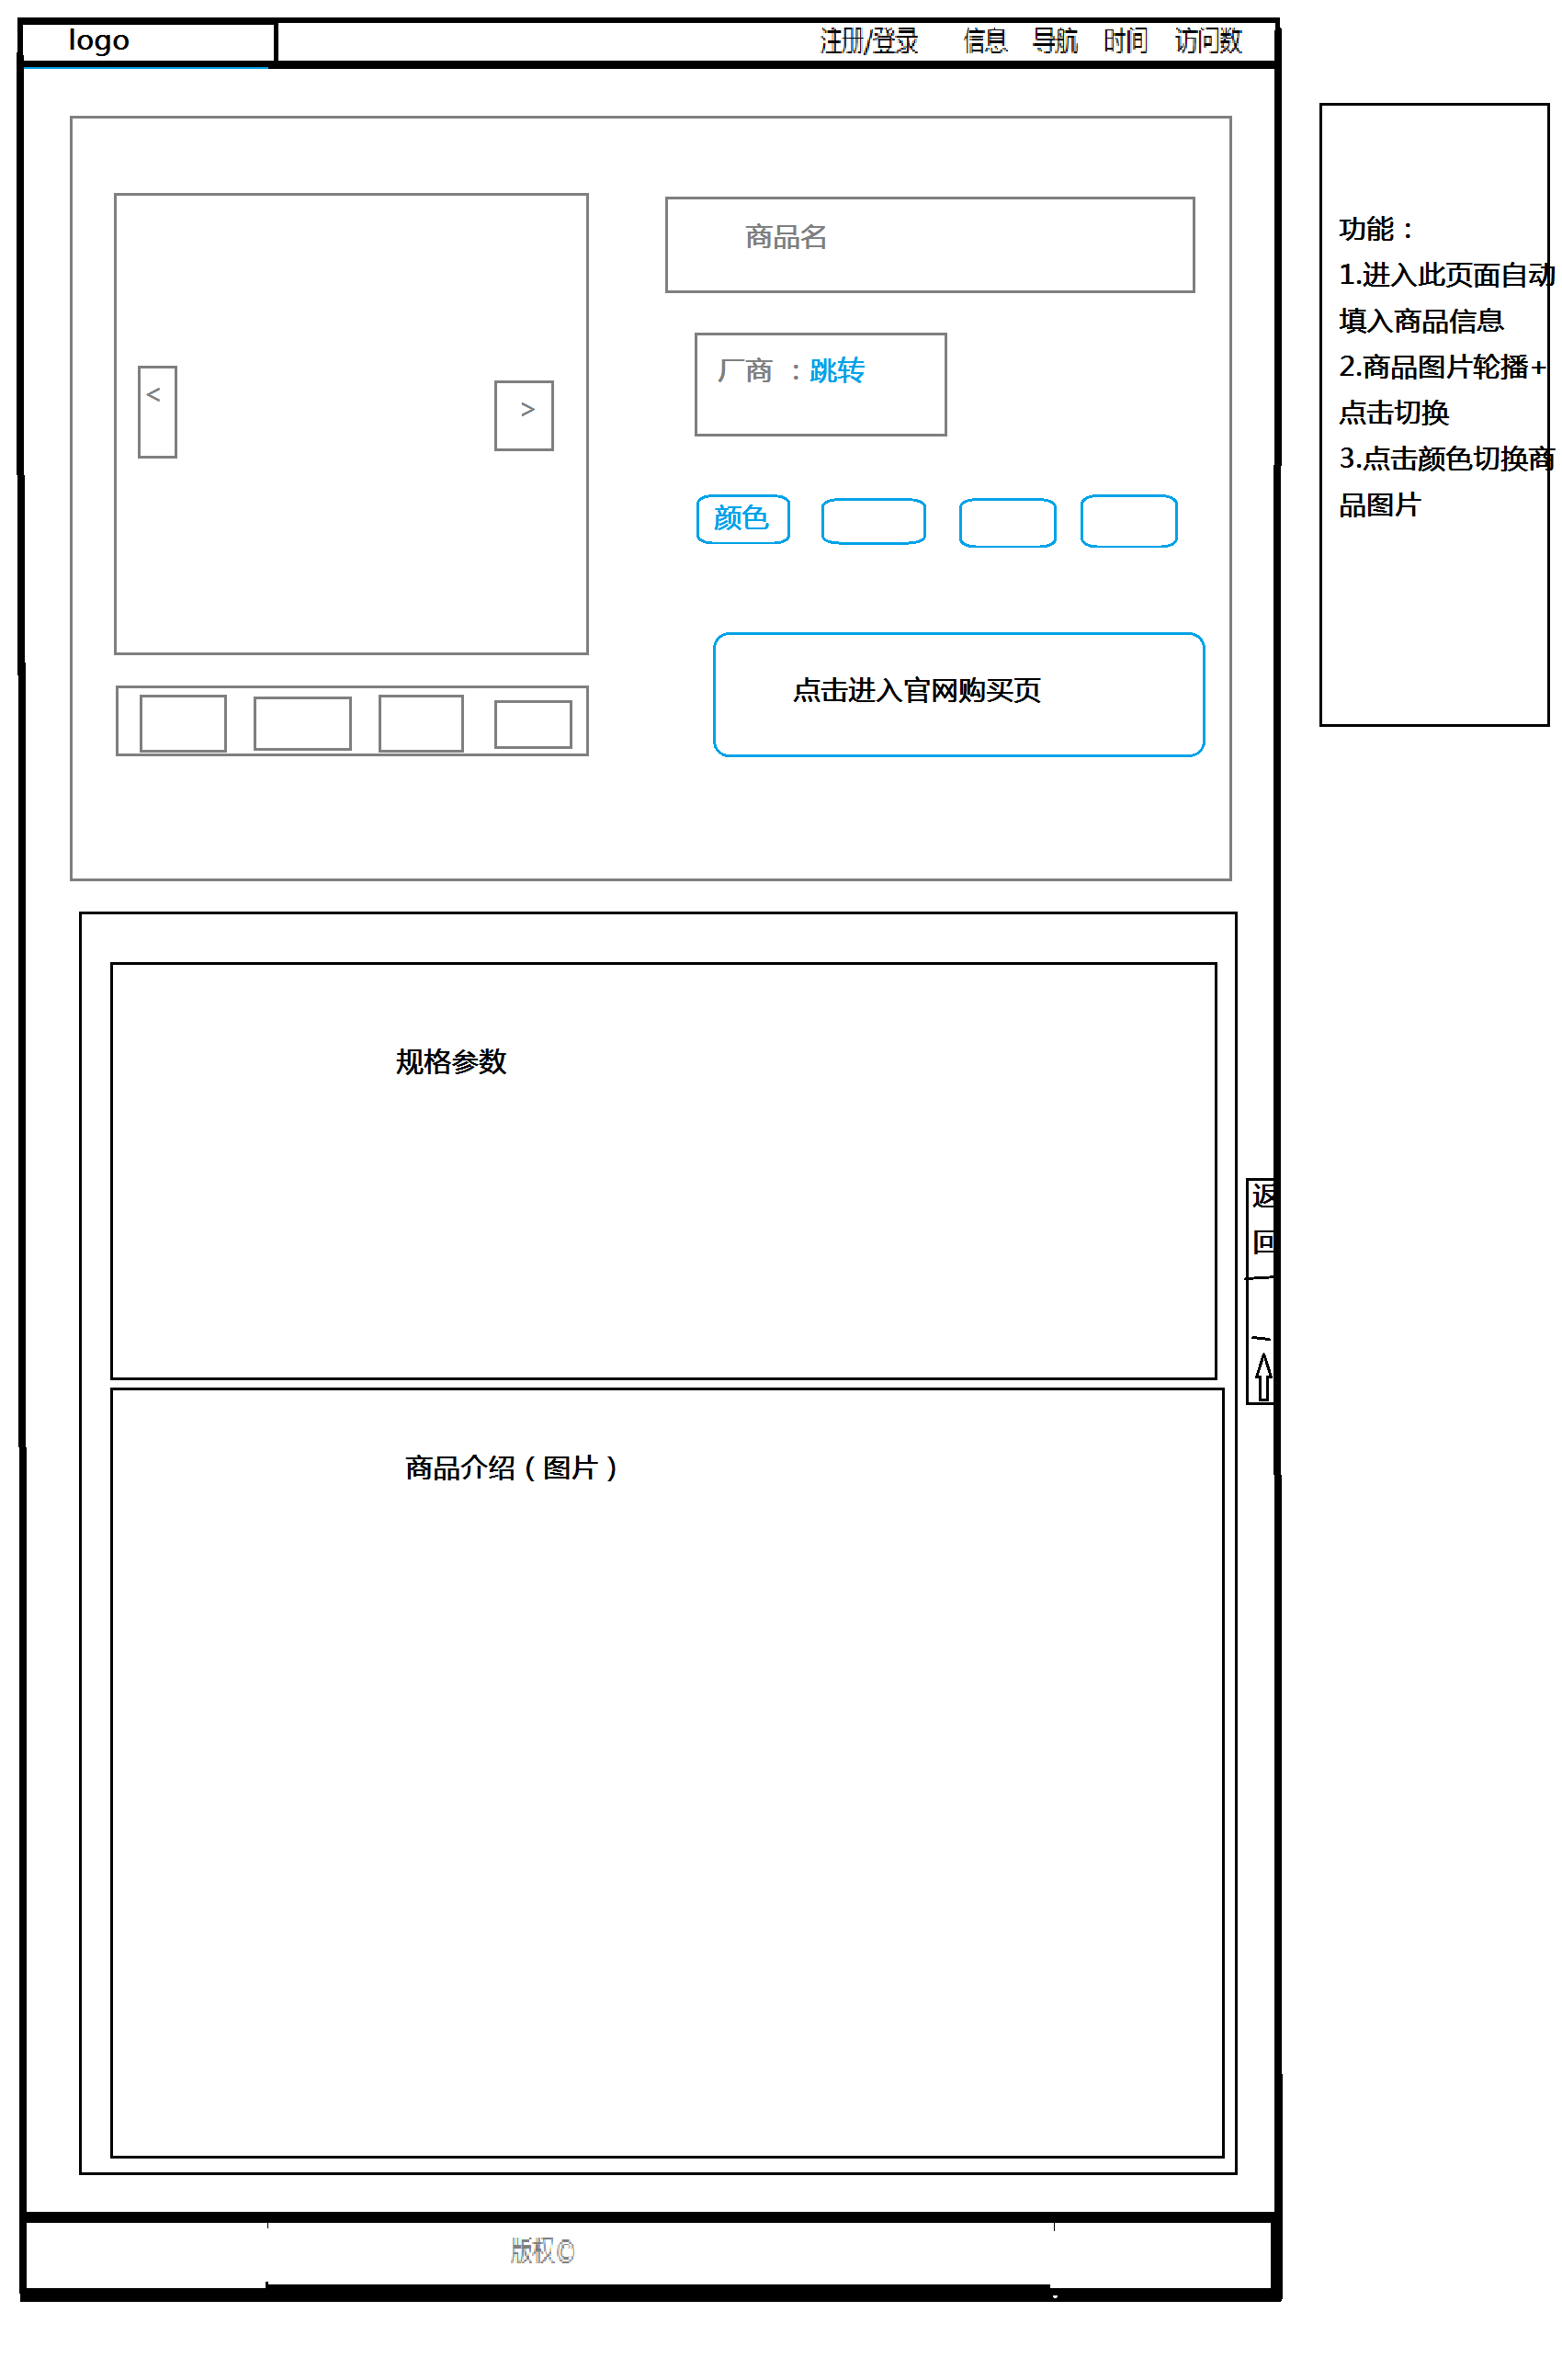 logo
注册/登录 信息 导航 时间 访问数
商品名
<
>
厂商 ：跳转
颜色
点击进入官网购买页
功能：
1.进入此页面自动
填入商品信息
2.商品图片轮播+
点击切换
3.点击颜色切换商
品图片
规格参数
返
回
商品介绍（图片）
版权©